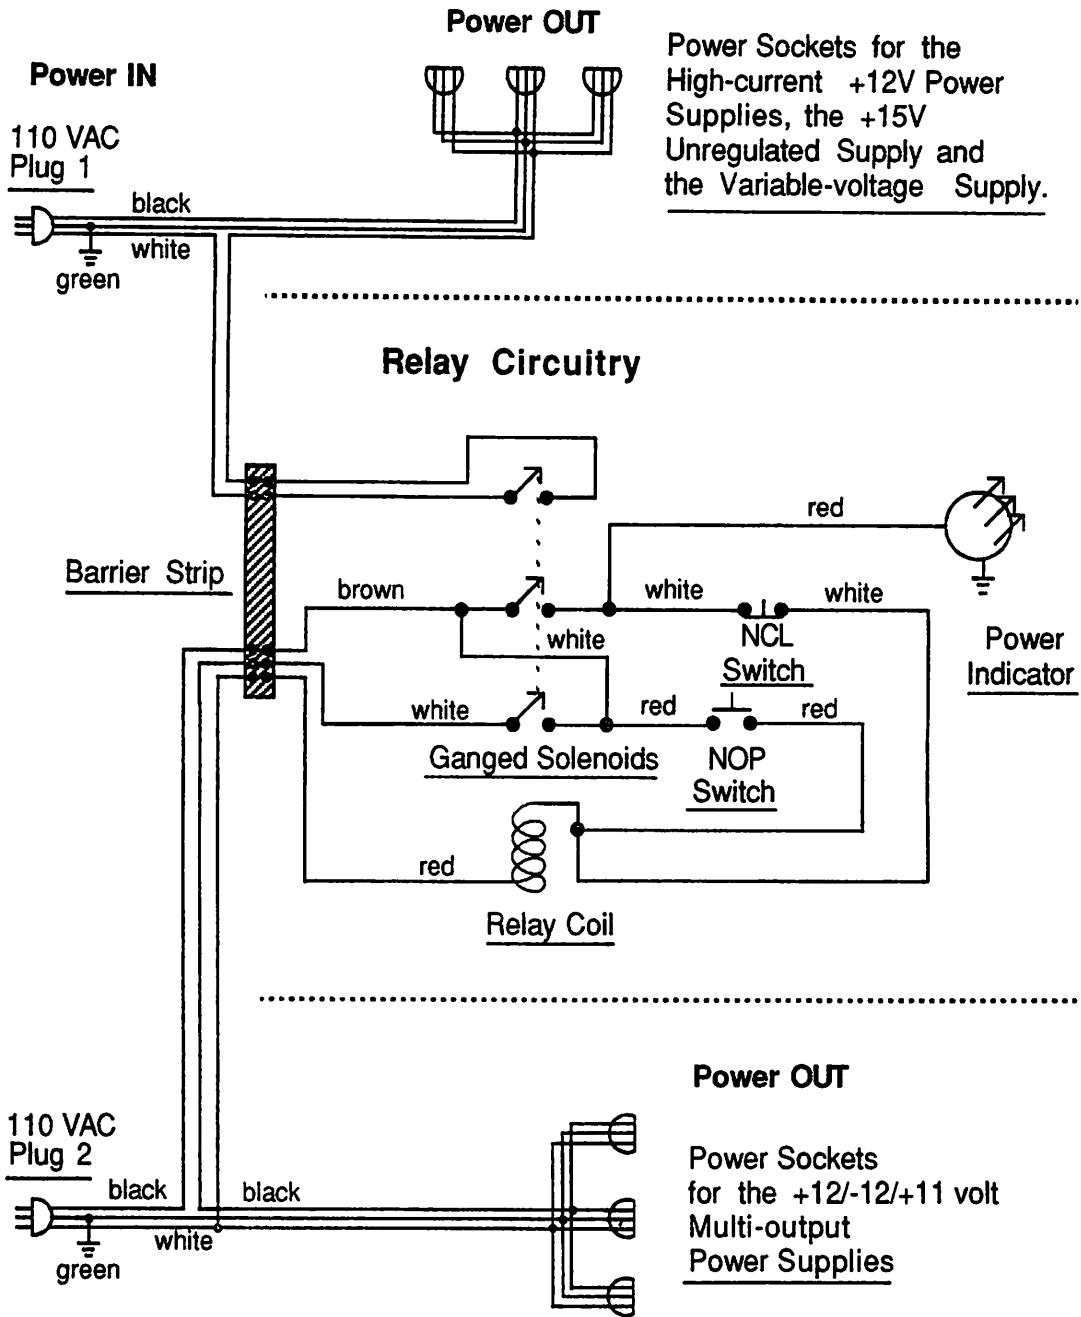 Power OUT
Power IN
Power Sockets for the
High-current +12V Power
Supplies, the +15V
Unregulated Supply and
the Variable-voltage Supply.
110 VAC
Plug 1
black
white
green
Relay Circuitry
red
Barrier Strip
brown
white
white
white
NCL
Switch
Power
Indicator
white
red
red
Ganged Solenoids
NOP
Switch
red
Relay Coil
Power OUT
110 VAC
Plug 2
Power Sockets
for the +12/-12/+11 volt
Multi-output
Power Supplies
black
black
white
green